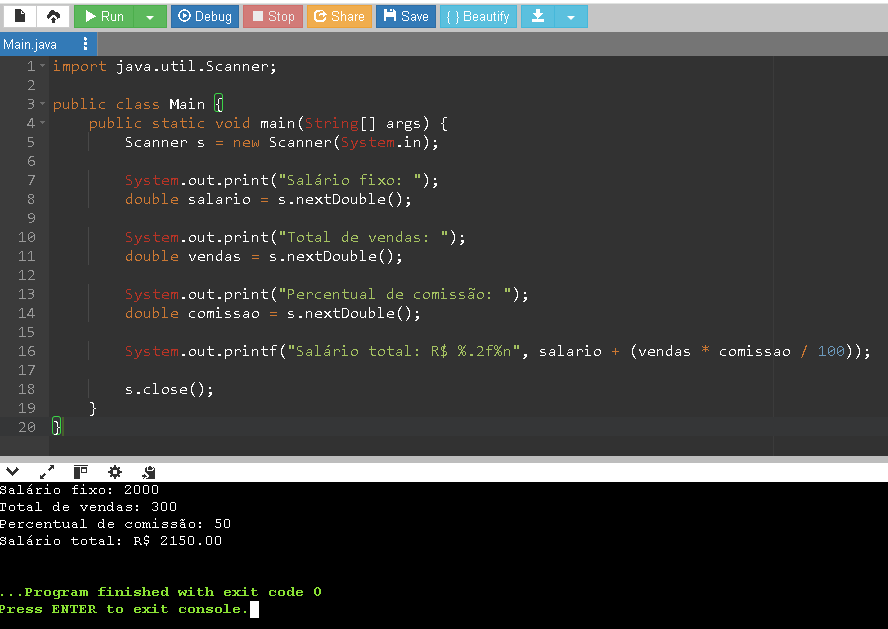 Run Debug Stop Share Save { } Beautify
Main.java
1 import java.util.Scanner;
2
3 public class Main {
4     public static void main(String[] args) {
5         Scanner s = new Scanner(System.in);
6
7         System.out.print("Salário fixo: ");
8         double salario = s.nextDouble();
9
10         System.out.print("Total de vendas: ");
11         double vendas = s.nextDouble();
12
13         System.out.print("Percentual de comissão: ");
14         double comissao = s.nextDouble();
15
16         System.out.printf("Salário total: R$ %.2f%n", salario + (vendas * comissao / 100));
17
18         s.close();
19     }
20 }
Salário fixo: 2000
Total de vendas: 300
Percentual de comissão: 50
Salário total: R$ 2150.00
...Program finished with exit code 0
Press ENTER to exit console.